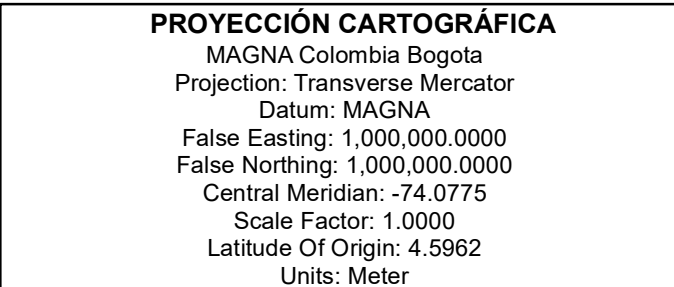 PROYECCIÓN CARTOGRÁFICA
MAGNA Colombia Bogota
Projection: Transverse Mercator
Datum: MAGNA
False Easting: 1,000,000.0000
False Northing: 1,000,000.0000
Central Meridian: -74.0775
Scale Factor: 1.0000
Latitude Of Origin: 4.5962
Units: Meter